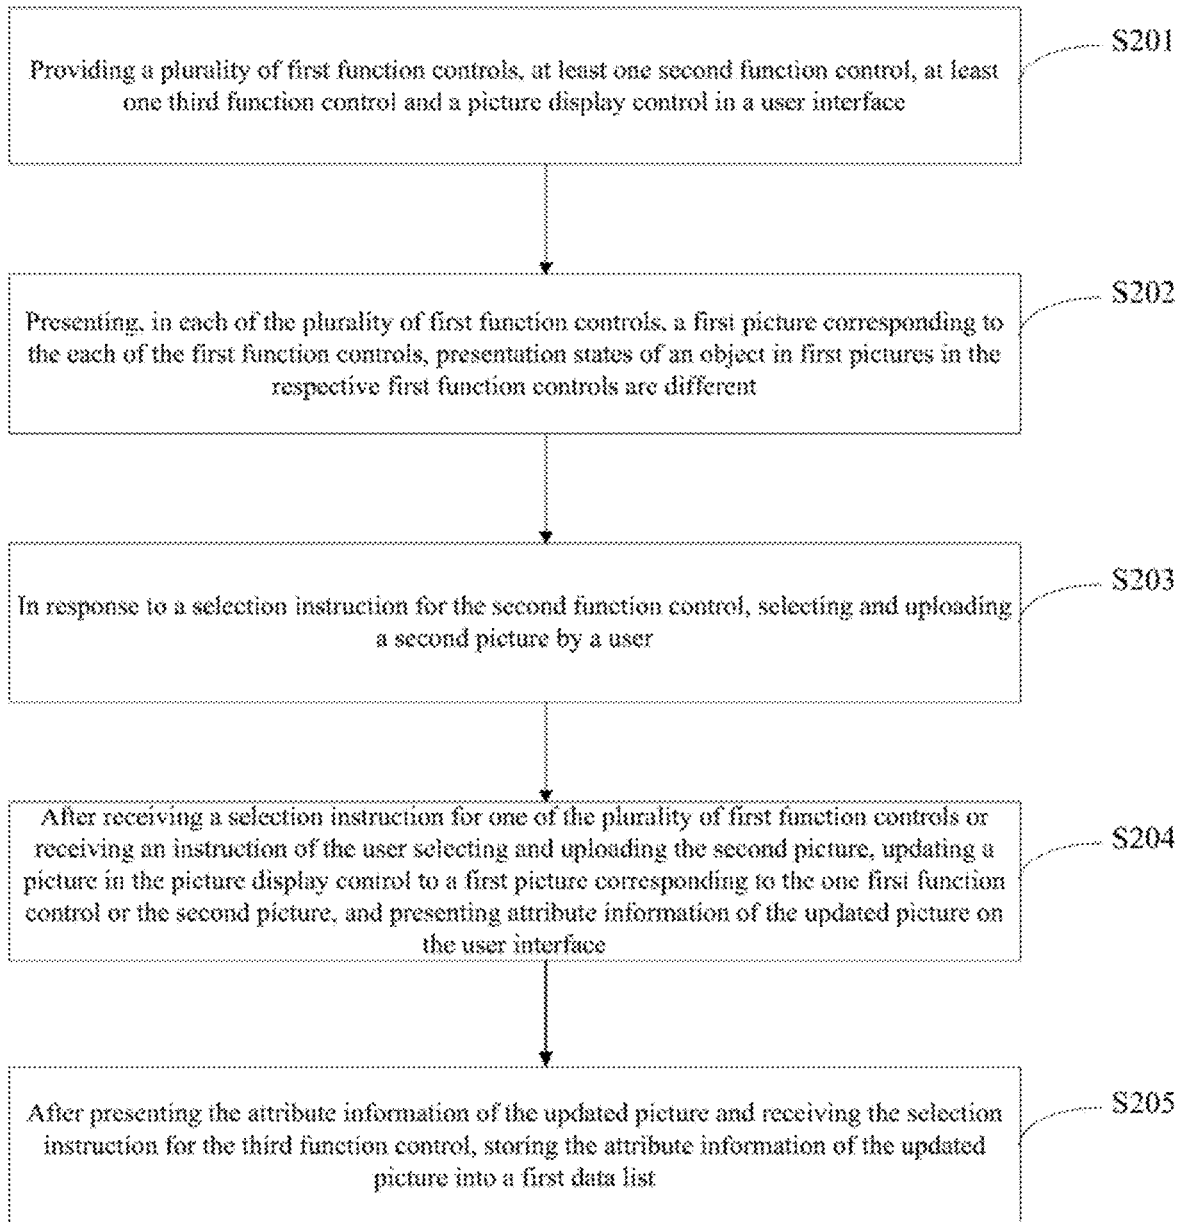 Providing a plurality of first function controls, at least one second function control, at least
one third function control and a picture display control in a user interface
S201
Presenting, in each of the plurality of first function controls, a first picture corresponding to
the each of the first function controls, presentation states of an object in first pictures in the
respective first function controls are different
S202
In response to a selection instruction for the second function control, selecting and uploading
a second picture by a user
S203
After receiving a selection instruction for one of the plurality of first function controls or
receiving an instruction of the user selecting and uploading the second picture, updating a
picture in the picture display control to a first picture corresponding to the one first function
control or the second picture, and presenting attribute information of the updated picture on
the user interface
S204
After presenting the attribute information of the updated picture and receiving the selection
instruction for the third function control, storing the attribute information of the updated
picture into a first data list
S205